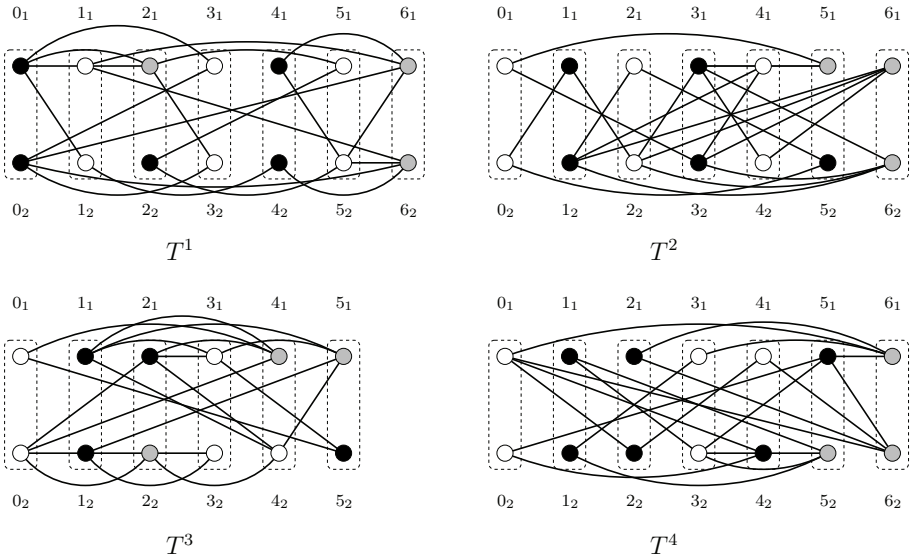 0₁ 1₁ 2₁ 3₁ 4₁ 5₁ 6₁ 0₁ 1₁ 2₁ 3₁ 4₁ 5₁ 6₁
0₂ 1₂ 2₂ 3₂ 4₂ 5₂ 6₂ 0₂ 1₂ 2₂ 3₂ 4₂ 5₂ 6₂
T¹ T²
0₁ 1₁ 2₁ 3₁ 4₁ 5₁ 0₁ 1₁ 2₁ 3₁ 4₁ 5₁ 6₁
0₂ 1₂ 2₂ 3₂ 4₂ 5₂ 0₂ 1₂ 2₂ 3₂ 4₂ 5₂ 6₂
T³ T⁴